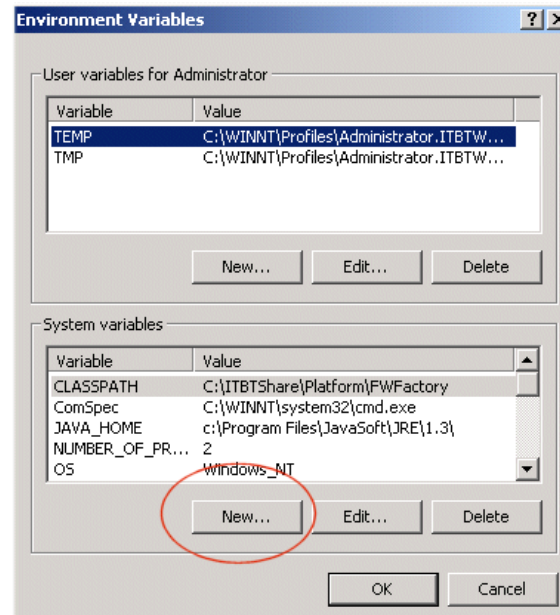 Environment Variables
User variables for Administrator
Variable Value
TEMP C:\WINNT\Profiles\Administrator.ITBTW...
TMP C:\WINNT\Profiles\Administrator.ITBTW...
New... Edit... Delete
System variables
Variable Value
CLASSPATH C:\ITBTShare\Platform\FWFactory
ComSpec C:\WINNT\system32\cmd.exe
JAVA_HOME c:\Program Files\JavaSoft\JRE\1.3\
NUMBER_OF_PR... 2
OS Windows_NT
New... Edit... Delete
OK Cancel